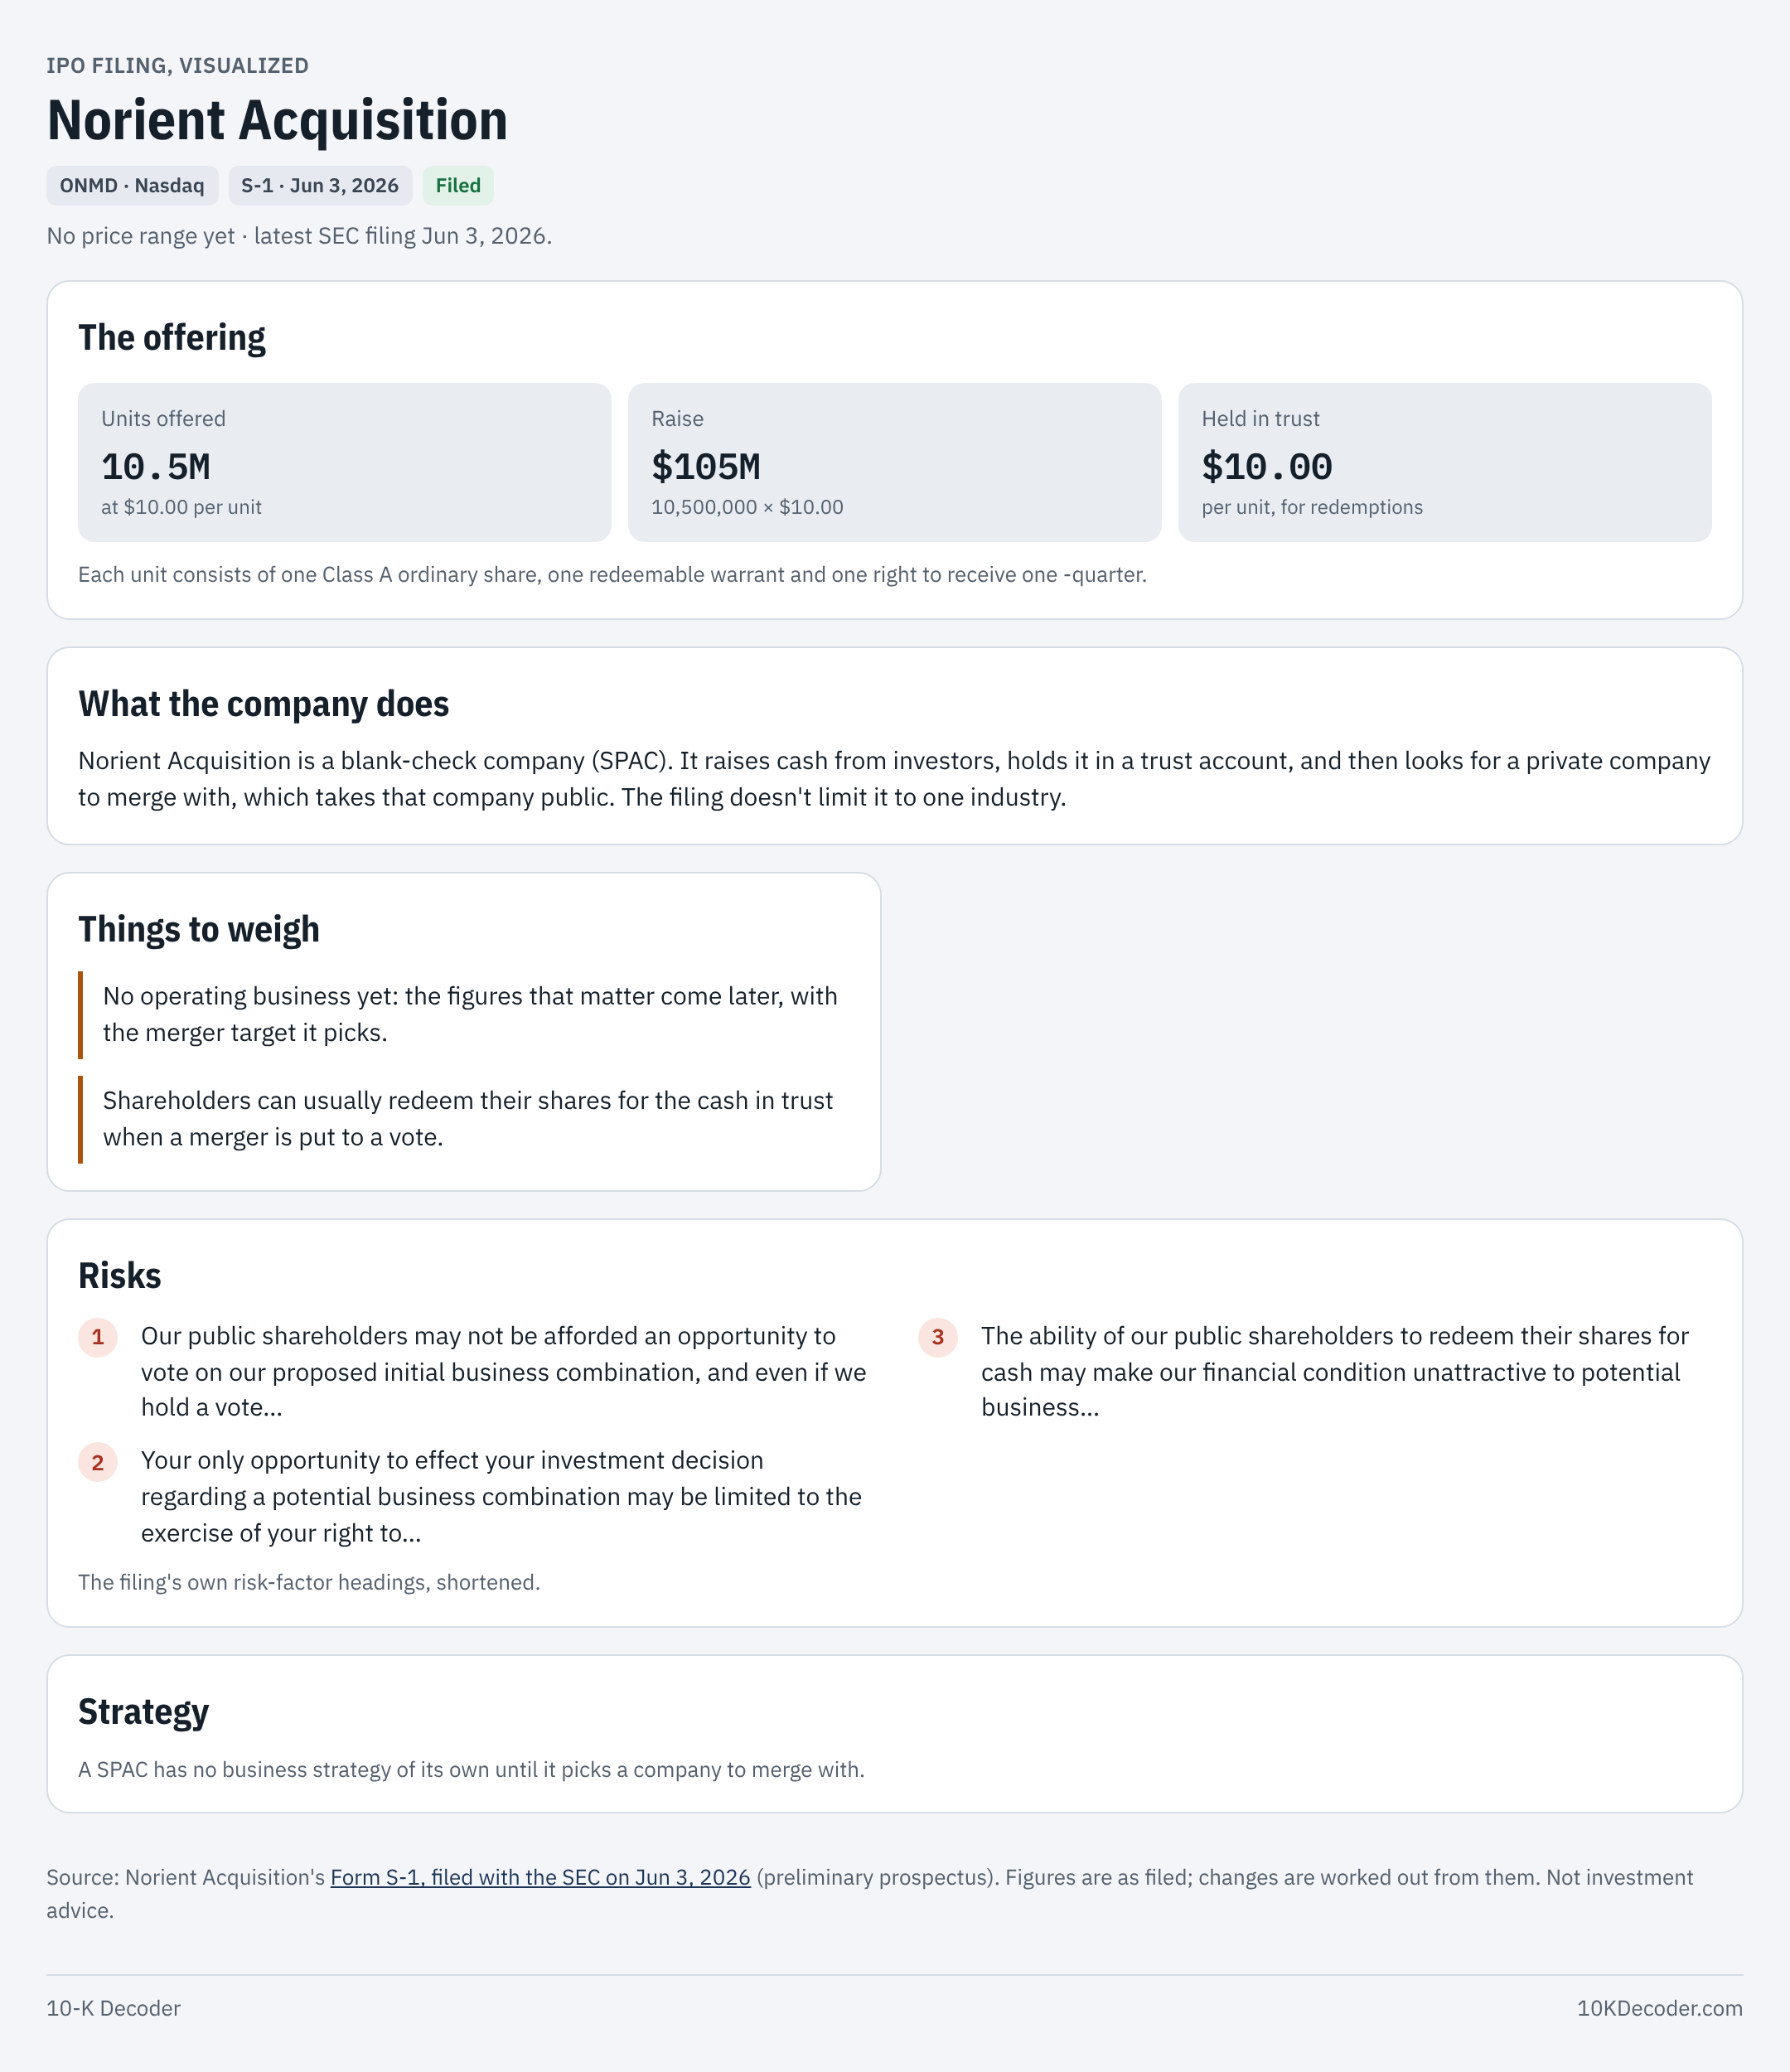 IPO FILING, VISUALIZED
Norient Acquisition
ONMD · Nasdaq
S-1 · Jun 3, 2026
Filed
No price range yet · latest SEC filing Jun 3, 2026.
The offering
Units offered
10.5M
at $10.00 per unit
Raise
$105M
10,500,000 × $10.00
Held in trust
$10.00
per unit, for redemptions
Each unit consists of one Class A ordinary share, one redeemable warrant and one right to receive one -quarter.
What the company does
Norient Acquisition is a blank-check company (SPAC). It raises cash from investors, holds it in a trust account, and then looks for a private company
to merge with, which takes that company public. The filing doesn't limit it to one industry.
Things to weigh
No operating business yet: the figures that matter come later, with
the merger target it picks.
Shareholders can usually redeem their shares for the cash in trust
when a merger is put to a vote.
Risks
1
Our public shareholders may not be afforded an opportunity to
vote on our proposed initial business combination, and even if we
hold a vote…
2
Your only opportunity to effect your investment decision
regarding a potential business combination may be limited to the
exercise of your right to…
3
The ability of our public shareholders to redeem their shares for
cash may make our financial condition unattractive to potential
business…
The filing's own risk-factor headings, shortened.
Strategy
A SPAC has no business strategy of its own until it picks a company to merge with.
Source: Norient Acquisition's Form S-1, filed with the SEC on Jun 3, 2026 (preliminary prospectus). Figures are as filed; changes are worked out from them. Not investment
advice.
10-K Decoder
10KDecoder.com